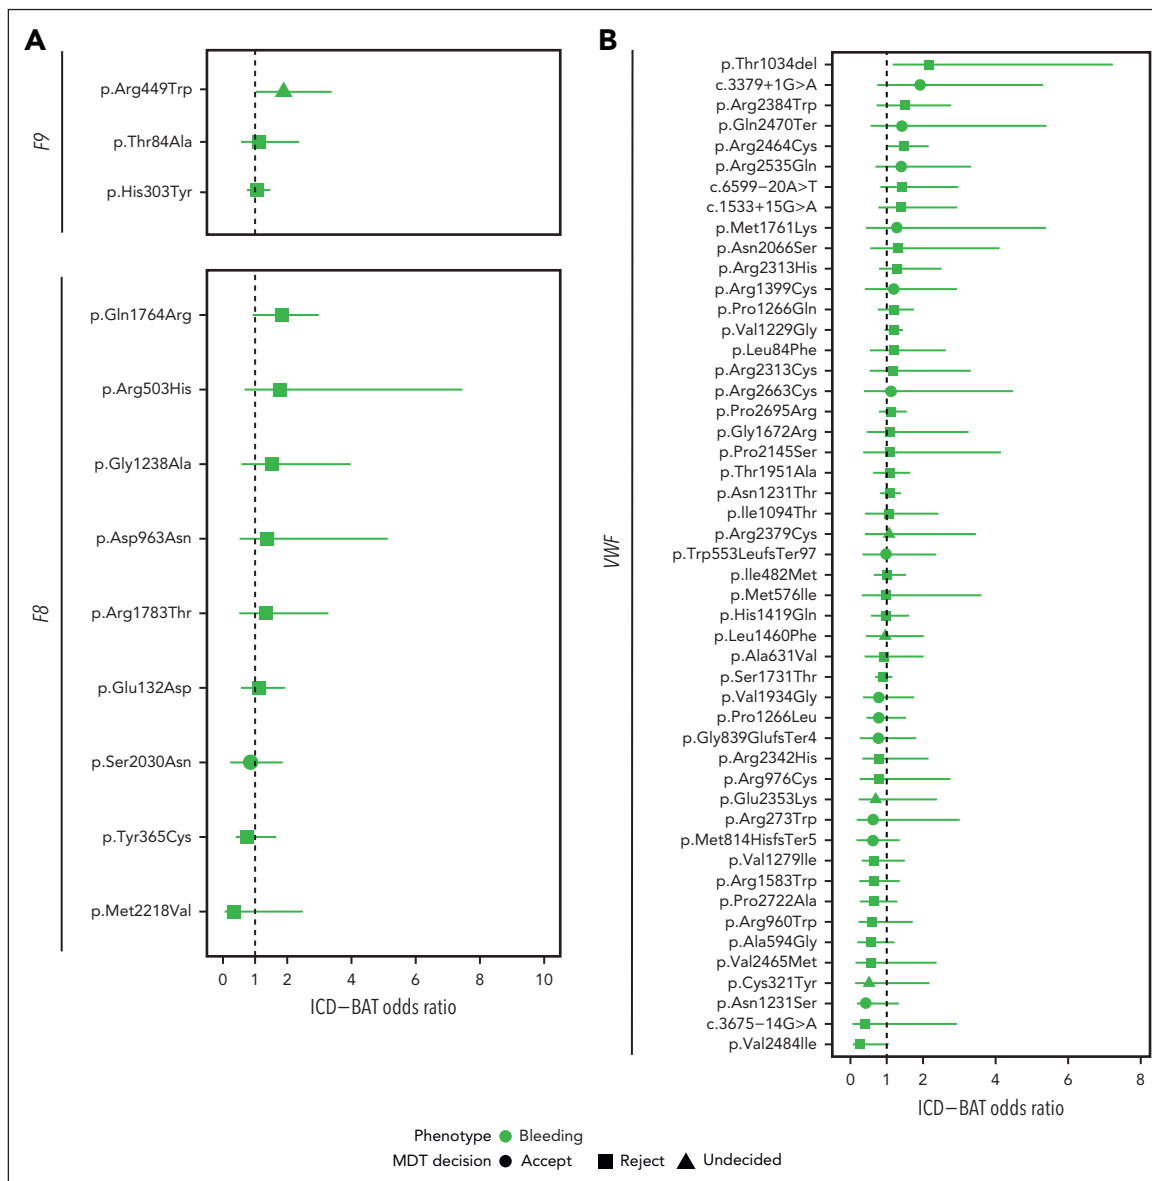 A
F9
p.Arg449Trp
p.Thr84Ala
p.His303Tyr
F8
p.Gln1764Arg
p.Arg503His
p.Gly1238Ala
p.Asp963Asn
p.Arg1783Thr
p.Glu132Asp
p.Ser2030Asn
p.Tyr365Cys
p.Met2218Val
0 1 2 4 6 8 10
ICD–BAT odds ratio
B
VWF
p.Thr1034del
c.3379+1G>A
p.Arg2384Trp
p.Gln2470Ter
p.Arg2464Cys
p.Arg2535Gln
c.6599–20A>T
c.1533+15G>A
p.Met1761Lys
p.Asn2066Ser
p.Arg2313His
p.Arg1399Cys
p.Pro1266Gln
p.Val1229Gly
p.Leu84Phe
p.Arg2313Cys
p.Arg2663Cys
p.Pro2695Arg
p.Gly1672Arg
p.Pro2145Ser
p.Thr1951Ala
p.Asn1231Thr
p.Ile1094Thr
p.Arg2379Cys
p.Trp553LeufsTer97
p.Ile482Met
p.Met576Ile
p.His1419Gln
p.Leu1460Phe
p.Ala631Val
p.Ser1731Thr
p.Val1934Gly
p.Pro1266Leu
p.Gly839GlufsTer4
p.Arg2342His
p.Arg976Cys
p.Glu2353Lys
p.Arg273Trp
p.Met814HisfsTer5
p.Val1279Ile
p.Arg1583Trp
p.Pro2722Ala
p.Arg960Trp
p.Ala594Gly
p.Val2465Met
p.Cys321Tyr
p.Asn1231Ser
c.3675–14G>A
p.Val2484Ile
0 1 2 4 6 8
ICD–BAT odds ratio
Phenotype Bleeding
MDT decision Accept Reject Undecided